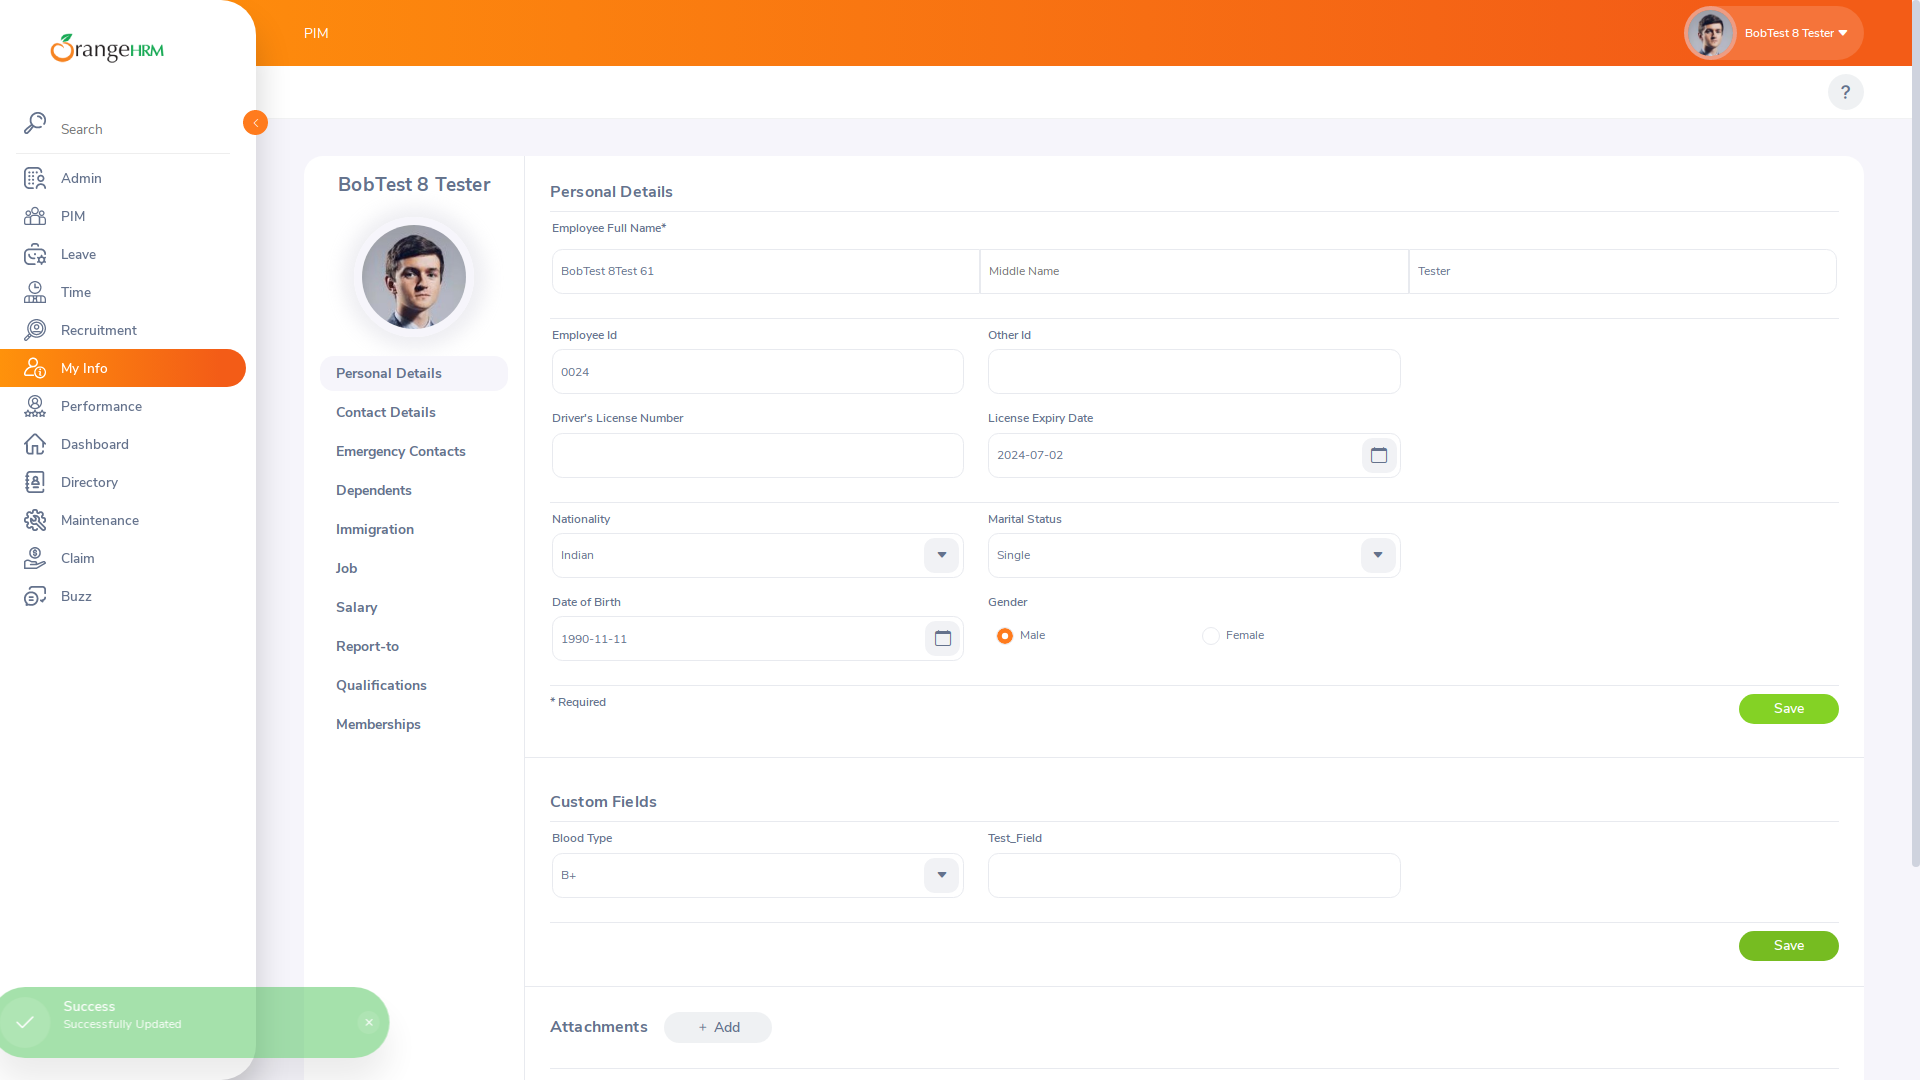 PIM
BobTest 8 Tester
OrangeHRM
?
Search
Admin
PIM
Leave
Time
Recruitment
My Info
Performance
Dashboard
Directory
Maintenance
Claim
Buzz
BobTest 8 Tester
Personal Details
Contact Details
Emergency Contacts
Dependents
Immigration
Job
Salary
Report-to
Qualifications
Memberships
Personal Details
Employee Full Name*
BobTest 8Test 61 Middle Name Tester
Employee Id Other Id
0024
Driver's License Number License Expiry Date
2024-07-02
Nationality Marital Status
Indian Single
Date of Birth Gender
1990-11-11 Male Female
* Required
Save
Custom Fields
Blood Type Test_Field
B+
Save
Attachments + Add
Success
Successfully Updated